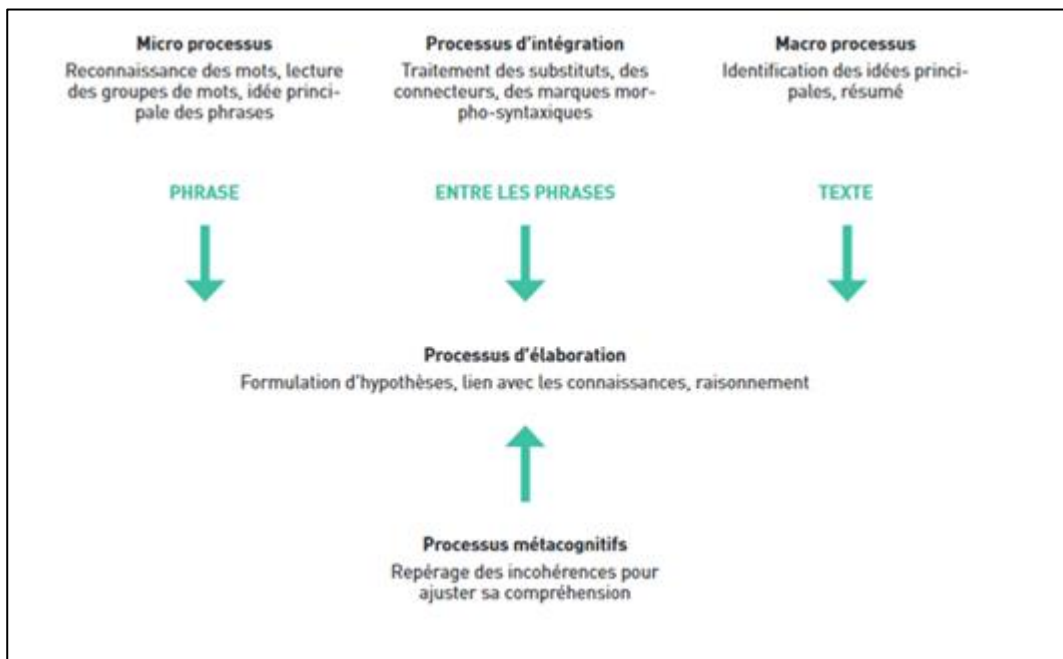 Micro processus
Reconnaissance des mots, lecture
des groupes de mots, idée princi-
pale des phrases
Processus d'intégration
Traitement des substituts, des
connecteurs, des marques mor-
pho-syntaxiques
Macro processus
Identification des idées princi-
pales, résumé
PHRASE
ENTRE LES PHRASES
TEXTE
Processus d'élaboration
Formulation d'hypothèses, lien avec les connaissances, raisonnement
Processus métacognitifs
Repérage des incohérences pour
ajuster sa compréhension